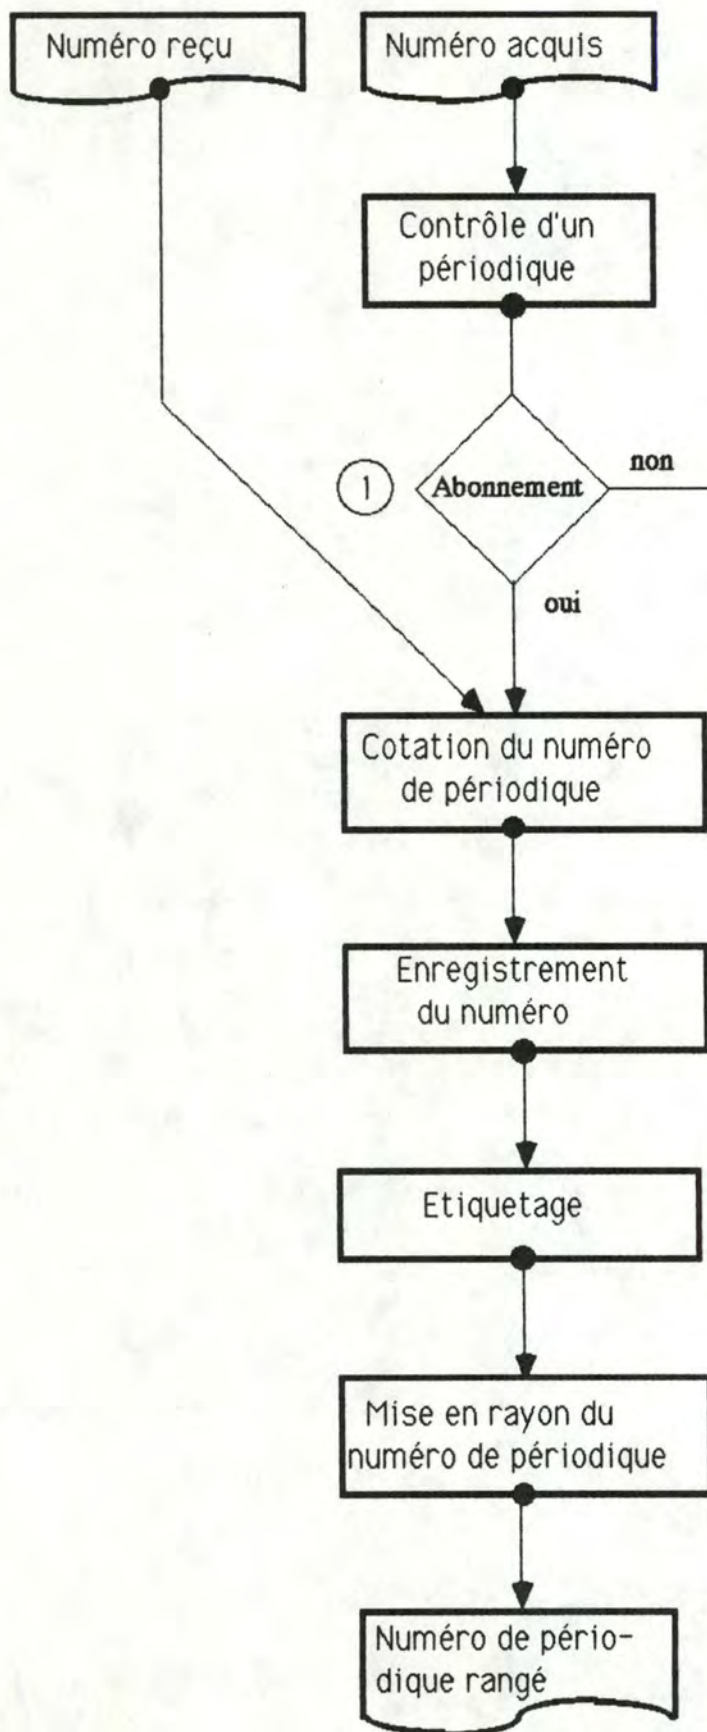 Numéro reçu
Numéro acquis
Contrôle d'un
périodique
1
Abonnement
non
oui
Cotation du numéro
de périodique
Enregistrement
du numéro
Etiquetage
Mise en rayon du
numéro de périodique
Numéro de pério-
dique rangé